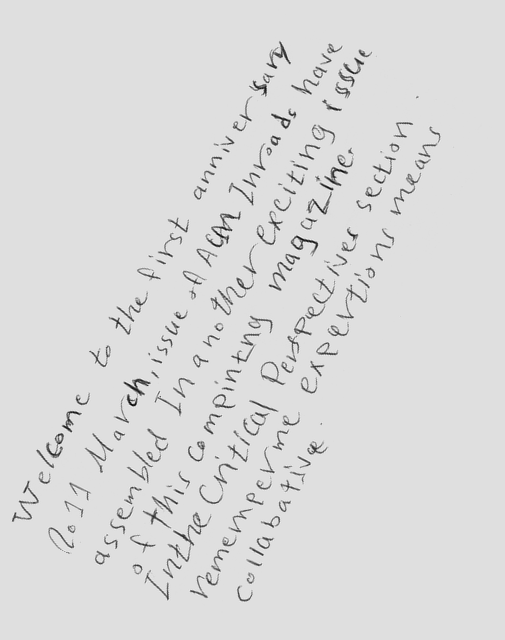 Welcome to the first anniversary
2011 March, issue of ACM Inroads have
assembled In another exciting issue
of this compintng magazine.
Inthe Critical Perspectives section.
rememperme expertions means
collabative.